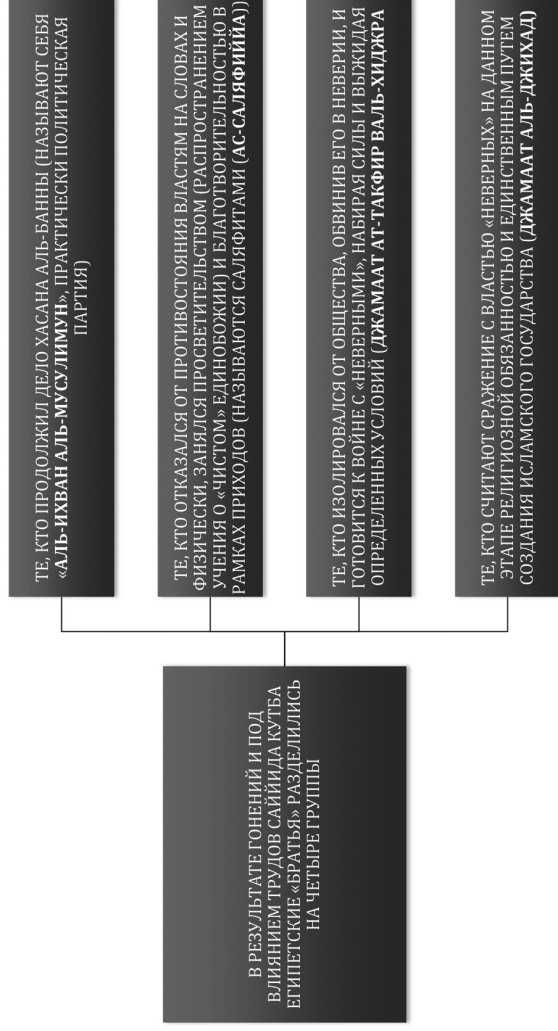 В РЕЗУЛЬТАТЕ ГОНЕНИЙ И ПОД
ВЛИЯНИЕМ ТРУДОВ САЙЙИДА КУТБА
ЕГИПЕТСКИЕ «БРАТЬЯ» РАЗДЕЛИЛИСЬ
НА ЧЕТЫРЕ ГРУППЫ
ТЕ, КТО ПРОДОЛЖИЛ ДЕЛО ХАСАНА АЛЬ-БАННЫ (НАЗЫВАЮТ СЕБЯ
«АЛЬ-ИХВАН АЛЬ-МУСУЛИМУН», ПРАКТИЧЕСКИ ПОЛИТИЧЕСКАЯ
ПАРТИЯ)
ТЕ, КТО ОТКАЗАЛСЯ ОТ ПРОТИВОСТОЯНИЯ ВЛАСТЯМ НА СЛОВАХ И
ФИЗИЧЕСКИ, ЗАНЯЛСЯ ПРОСВЕТИТЕЛЬСТВОМ (РАСПРОСТРАНЕНИЕМ
УЧЕНИЯ О «ЧИСТОМ» ЕДИНОБОЖИИ) И БЛАГОТВОРИТЕЛЬНОСТЬЮ В
РАМКАХ ПРИХОДОВ (НАЗЫВАЮТСЯ САЛЯФИТАМИ (АС-САЛЯФИЙЙА))
ТЕ, КТО ИЗОЛИРОВАЛСЯ ОТ ОБЩЕСТВА, ОБВИНИВ ЕГО В НЕВЕРИИ, И
ГОТОВИТСЯ К ВОЙНЕ С «НЕВЕРНЫМИ», НАБИРАЯ СИЛЫ И ВЫЖИДАЯ
ОПРЕДЕЛЕННЫХ УСЛОВИЙ (ДЖАМААТ АТ-ТАКФИР ВАЛЬ-ХИДЖРА
ТЕ, КТО СЧИТАЮТ СРАЖЕНИЕ С ВЛАСТЬЮ «НЕВЕРНЫХ» НА ДАННОМ
ЭТАПЕ РЕЛИГИОЗНОЙ ОБЯЗАННОСТЬЮ И ЕДИНСТВЕННЫМ ПУТЕМ
СОЗДАНИЯ ИСЛАМСКОГО ГОСУДАРСТВА (ДЖАМААТ АЛЬ-ДЖИХАД)